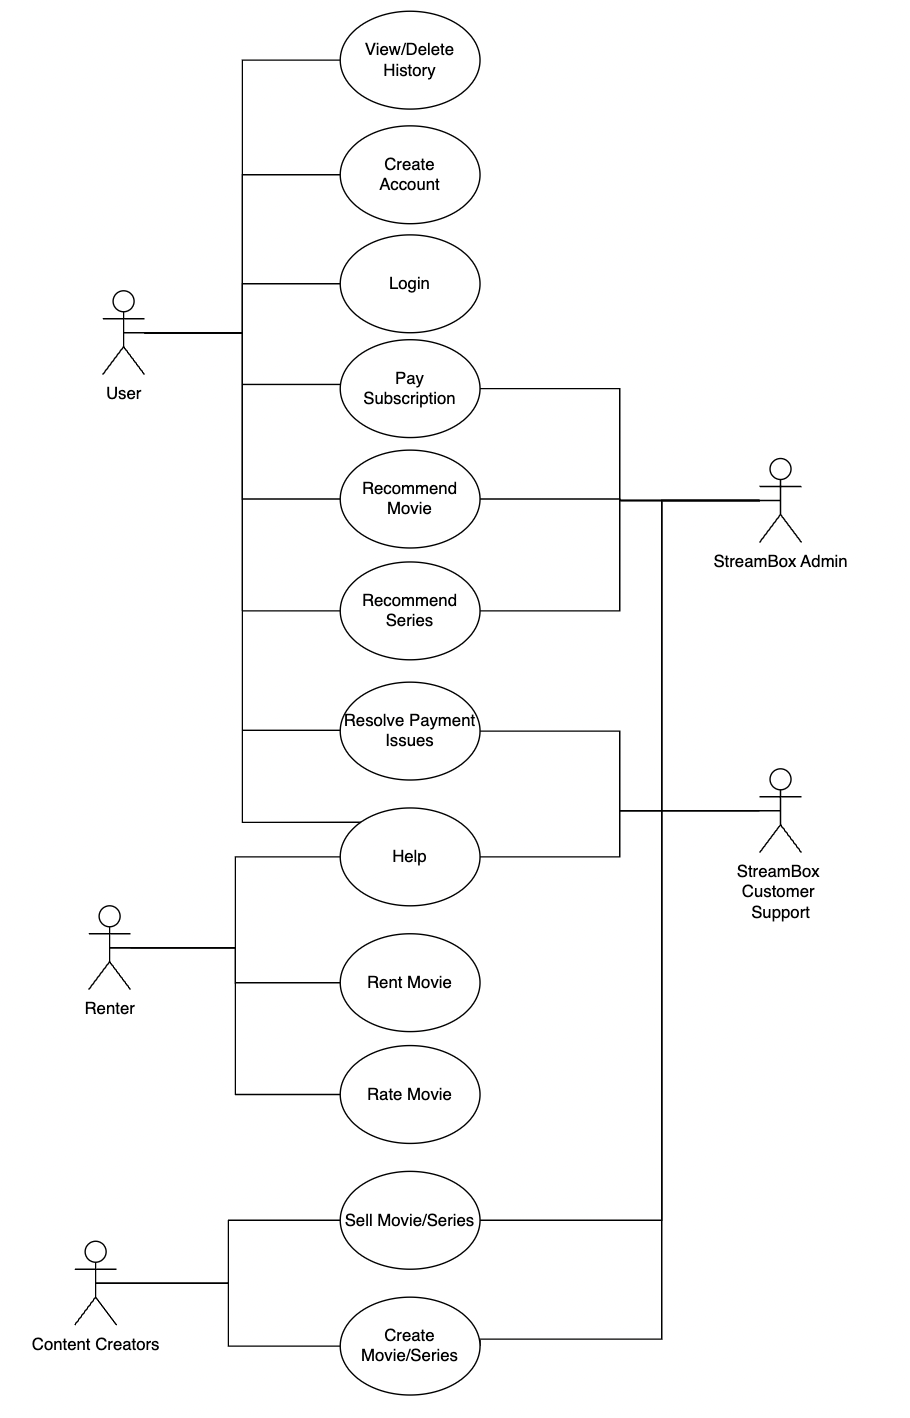 View/Delete
History
Create
Account
Login
User
Pay
Subscription
Recommend
Movie
StreamBox Admin
Recommend
Series
Resolve Payment
Issues
Help
StreamBox
Customer
Support
Renter
Rent Movie
Rate Movie
Sell Movie/Series
Content Creators
Create
Movie/Series